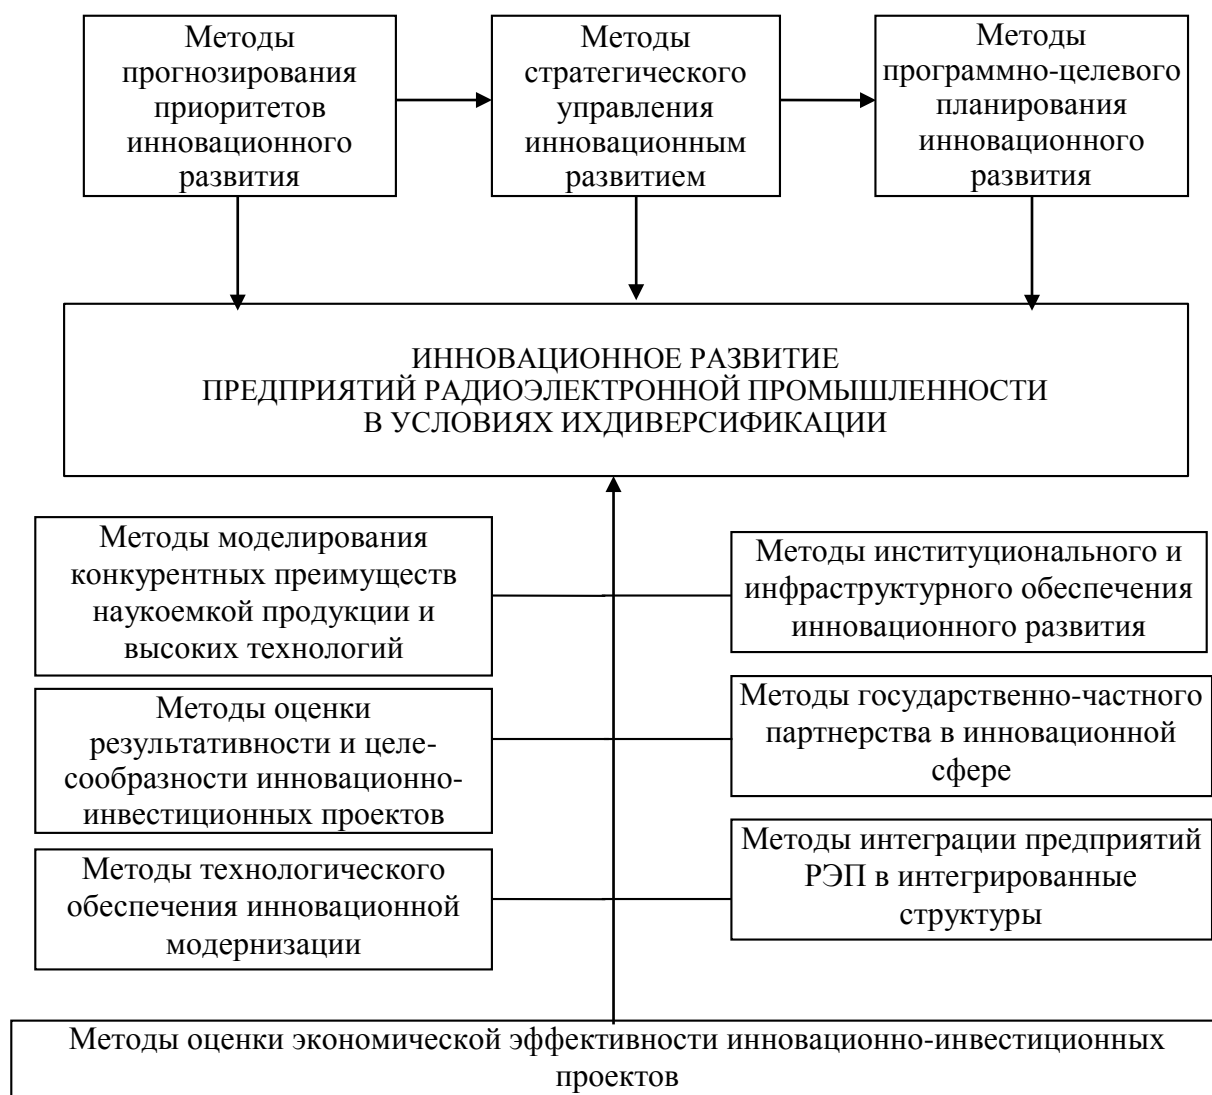 Методы
прогнозирования
приоритетов
инновационного
развития
Методы
стратегического
управления
инновационным
развитием
Методы
программно-целевого
планирования
инновационного
развития
ИННОВАЦИОННОЕ РАЗВИТИЕ
ПРЕДПРИЯТИЙ РАДИОЭЛЕКТРОННОЙ ПРОМЫШЛЕННОСТИ
В УСЛОВИЯХ ИХДИВЕРСИФИКАЦИИ
Методы моделирования
конкурентных преимуществ
наукоемкой продукции и
высоких технологий
Методы институционального и
инфраструктурного обеспечения
инновационного развития
Методы оценки
результативности и целе-
сообразности инновационно-
инвестиционных проектов
Методы государственно-частного
партнерства в инновационной
сфере
Методы технологического
обеспечения инновационной
модернизации
Методы интеграции предприятий
РЭП в интегрированные
структуры
Методы оценки экономической эффективности инновационно-инвестиционных
проектов